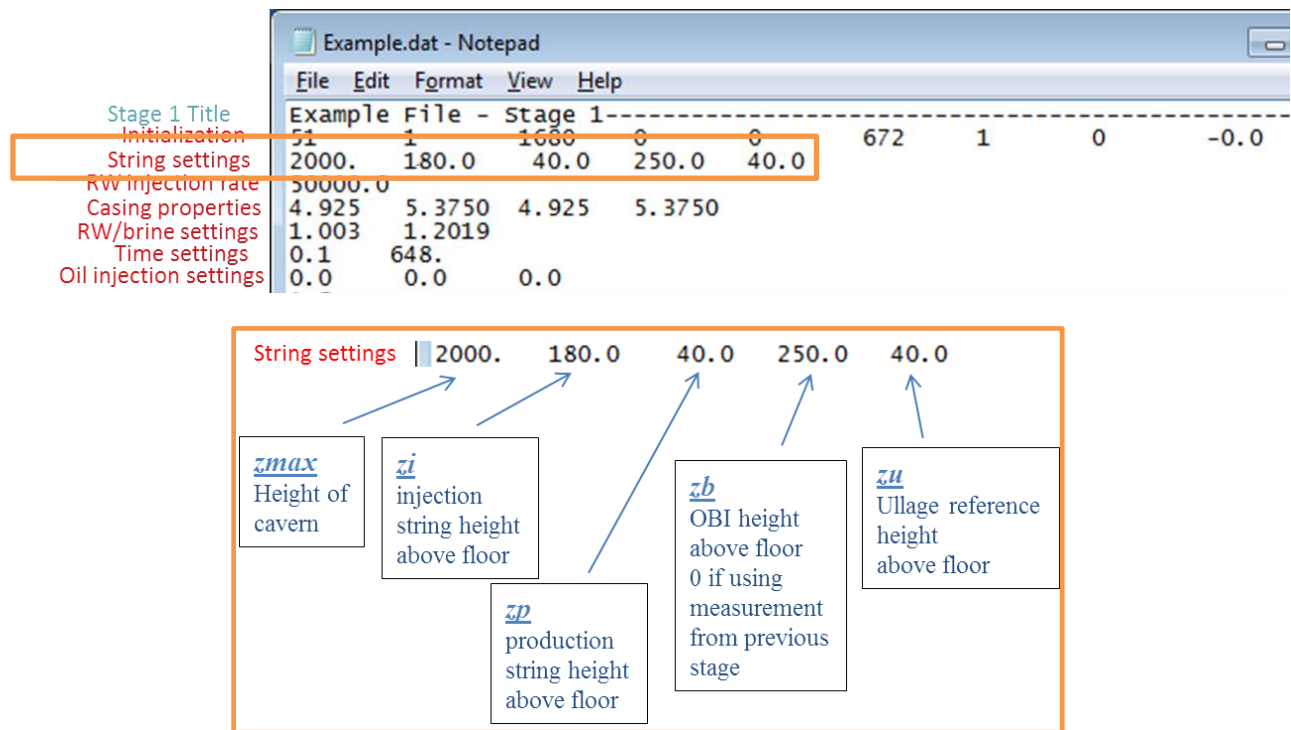 Example.dat - Notepad
File Edit Format View Help
Stage 1 Title Example File - Stage 1-----------------------------------
Initialization 51 1 1680 0 0 672 1 0 -0.0
String settings 2000. 180.0 40.0 250.0 40.0
RW injection rate 50000.0
Casing properties 4.925 5.3750 4.925 5.3750
RW/brine settings 1.003 1.2019
Time settings 0.1 648.
Oil injection settings 0.0 0.0 0.0
String settings 2000. 180.0 40.0 250.0 40.0
zmax
Height of
cavern
zi
injection
string height
above floor
zp
production
string height
above floor
zb
OBI height
above floor
0 if using
measurement
from previous
stage
zu
Ullage reference
height
above floor